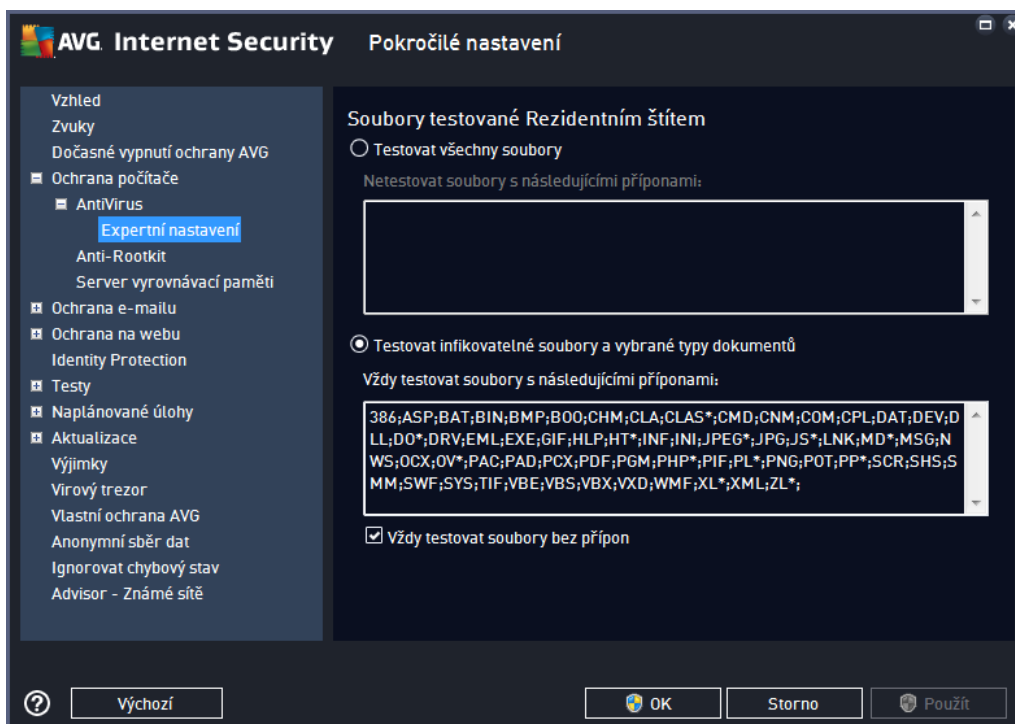 AVG. Internet Security Pokročilé nastavení
Vzhled
Zvuky
Dočasné vypnutí ochrany AVG
Ochrana počítače
AntiVirus
Expertní nastavení
Anti-Rootkit
Server vyrovnávací paměti
Ochrana e-mailu
Ochrana na webu
Identity Protection
Testy
Naplánované úlohy
Aktualizace
Výjimky
Virový trezor
Vlastní ochrana AVG
Anonymní sběr dat
Ignorovat chybový stav
Advisor - Známé sítě
Soubory testované Rezidentním štítem
Testovat všechny soubory
Netestovat soubory s následujícími příponami:
Testovat infikovatelné soubory a vybrané typy dokumentů
Vždy testovat soubory s následujícími příponami:
386;ASP;BAT;BIN;BMP;BOO;CHM;CLA;CLAS*;CMD;CNM;COM;CPL;DAT;DEV;D
LL;DO*;DRV;EML;EXE;GIF;HLP;HT*;INF;INI;JPEG*;JPG;JS*;LNK;MD*;MSG;N
WS;OCX;OV*;PAC;PAD;PCX;PDF;PGM;PHP*;PIF;PL*;PNG;POT;PP*;SCR;SHS;S
MM;SWF;SYS;TIF;VBE;VBS;VBX;VXD;WMF;XL*;XML;ZL*;
Vždy testovat soubory bez přípon
Výchozí
OK
Storno
Použít